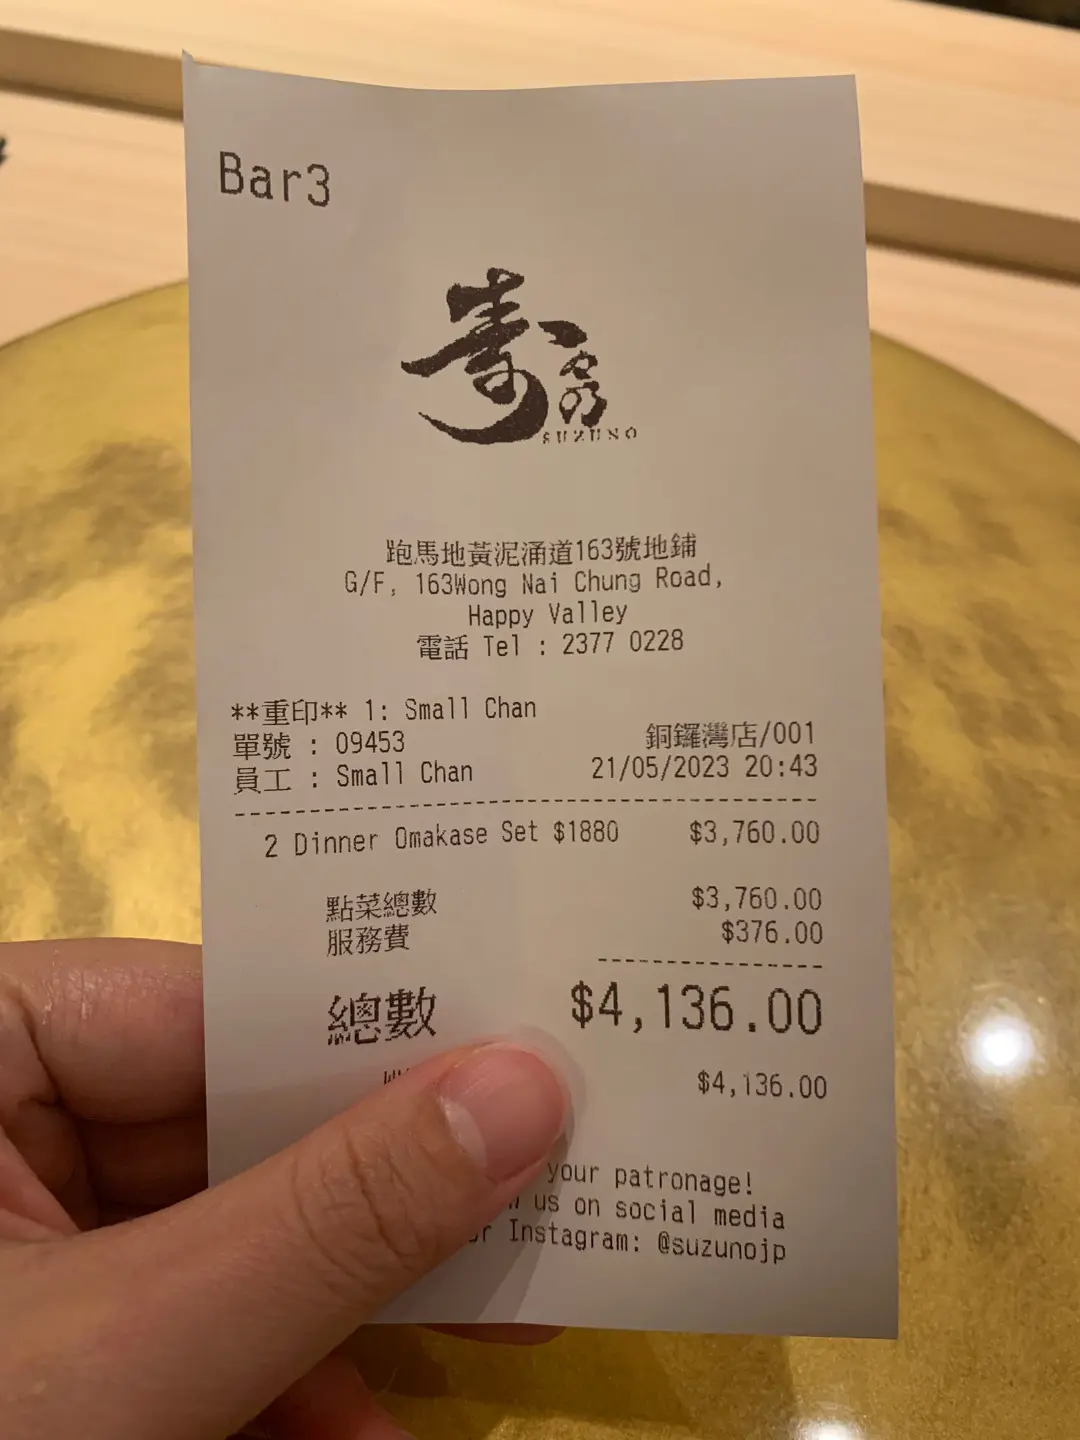 Bar3
寿乃
SUZUNO
跑馬地黃泥涌道163號地鋪
G/F, 163Wong Nai Chung Road,
Happy Valley
電話 Tel : 2377 0228
**重印** 1: Small Chan
單號 : 09453 銅鑼灣店/001
員工 : Small Chan 21/05/2023 20:43
2 Dinner Omakase Set $1880 $3,760.00
點菜總數 $3,760.00
服務費 $376.00
總數 $4,136.00
$4,136.00
your patronage!
us on social media
Instagram: @suzunojp